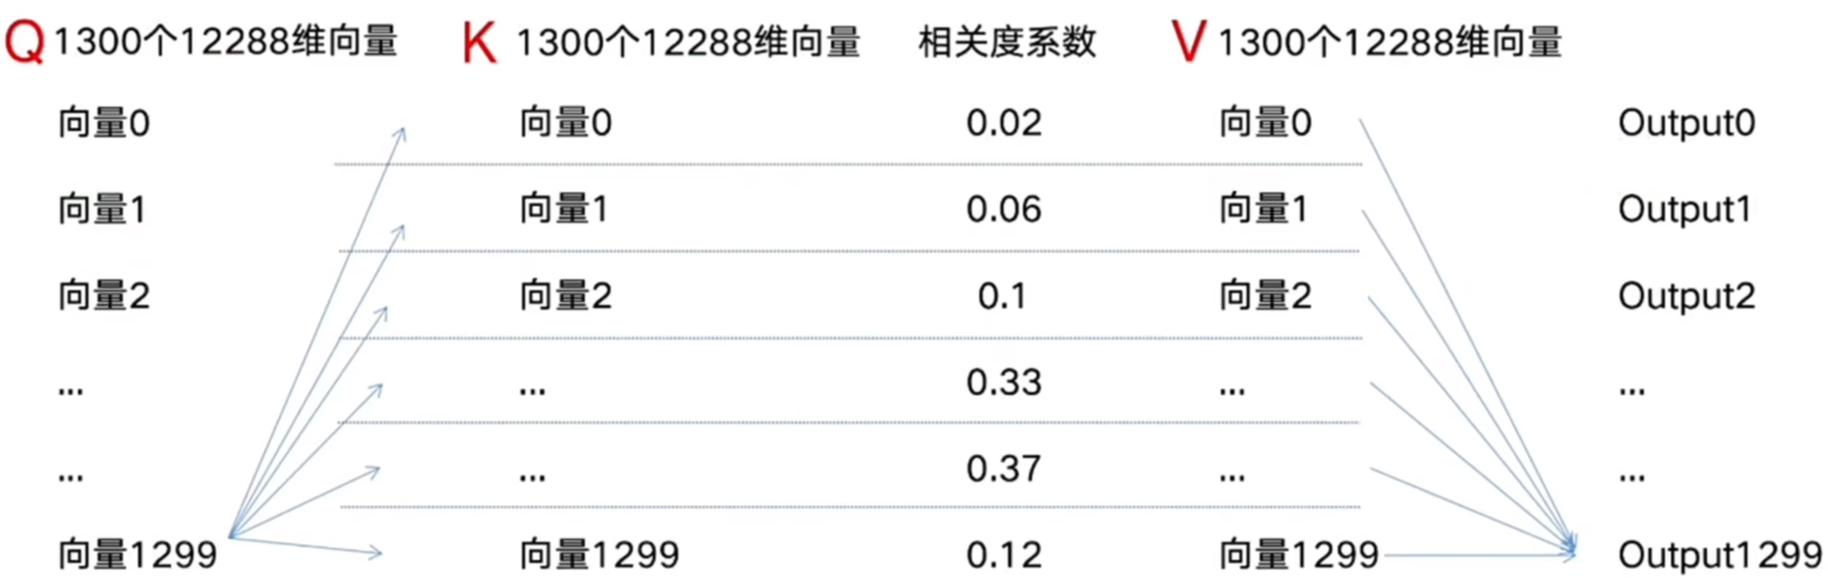 Q 1300个12288维向量 K 1300个12288维向量 相关度系数 V 1300个12288维向量
向量0 向量0 0.02 向量0 Output0
向量1 向量1 0.06 向量1 Output1
向量2 向量2 0.1 向量2 Output2
... ... 0.33 ... ...
... ... 0.37 ... ...
向量1299 向量1299 0.12 向量1299 Output1299